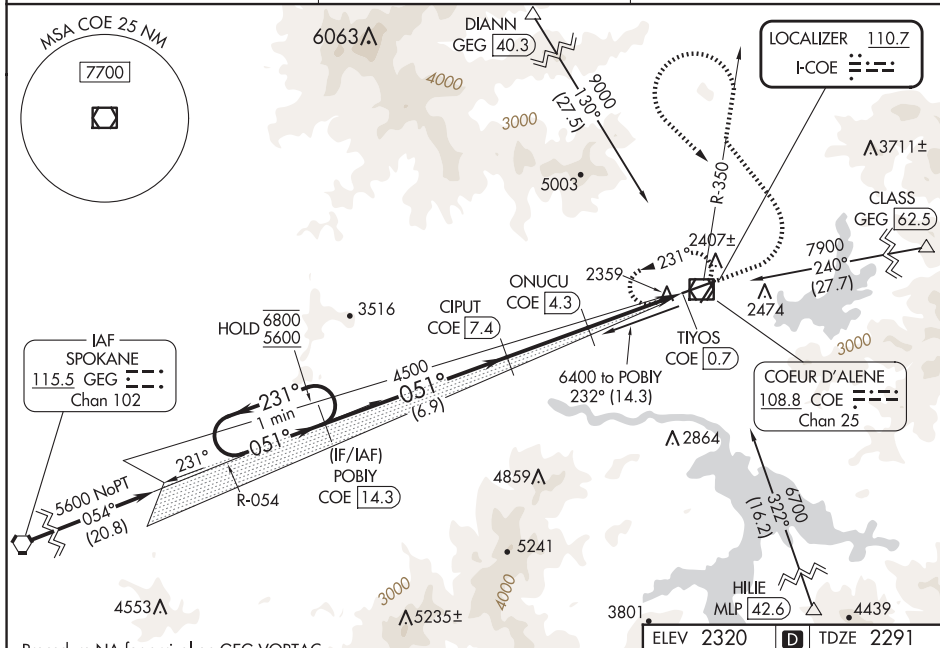 MSA COE 25 NM
7700
6063
4000
DIANN
GEG 40.3
9000
130°
(27.5)
3000
5003
LOCALIZER 110.7
I-COE
R-350
3711±
CLASS
GEG 62.5
7900
240°
(27.7)
2407±
231°
2359
2474
3000
ONUCU
COE 4.3
CIPUT
COE 7.4
3516
HOLD 6800
5600
4500
TIYOS
COE 0.7
6400 to POBIY
232° (14.3)
COEUR D'ALENE
108.8 COE
Chan 25
IAF
SPOKANE
115.5 GEG
Chan 102
231°
1 min
051°
051°
(6.9)
231°
(IF/IAF)
POBIY
COE 14.3
R-054
5600 NoPT
054°
(20.8)
2864
4859
5241
6700
322°
(16.2)
HILIE
MLP 42.6
4553
3000
4000
5235±
3801
4439
ELEV 2320 D TDZE 2291